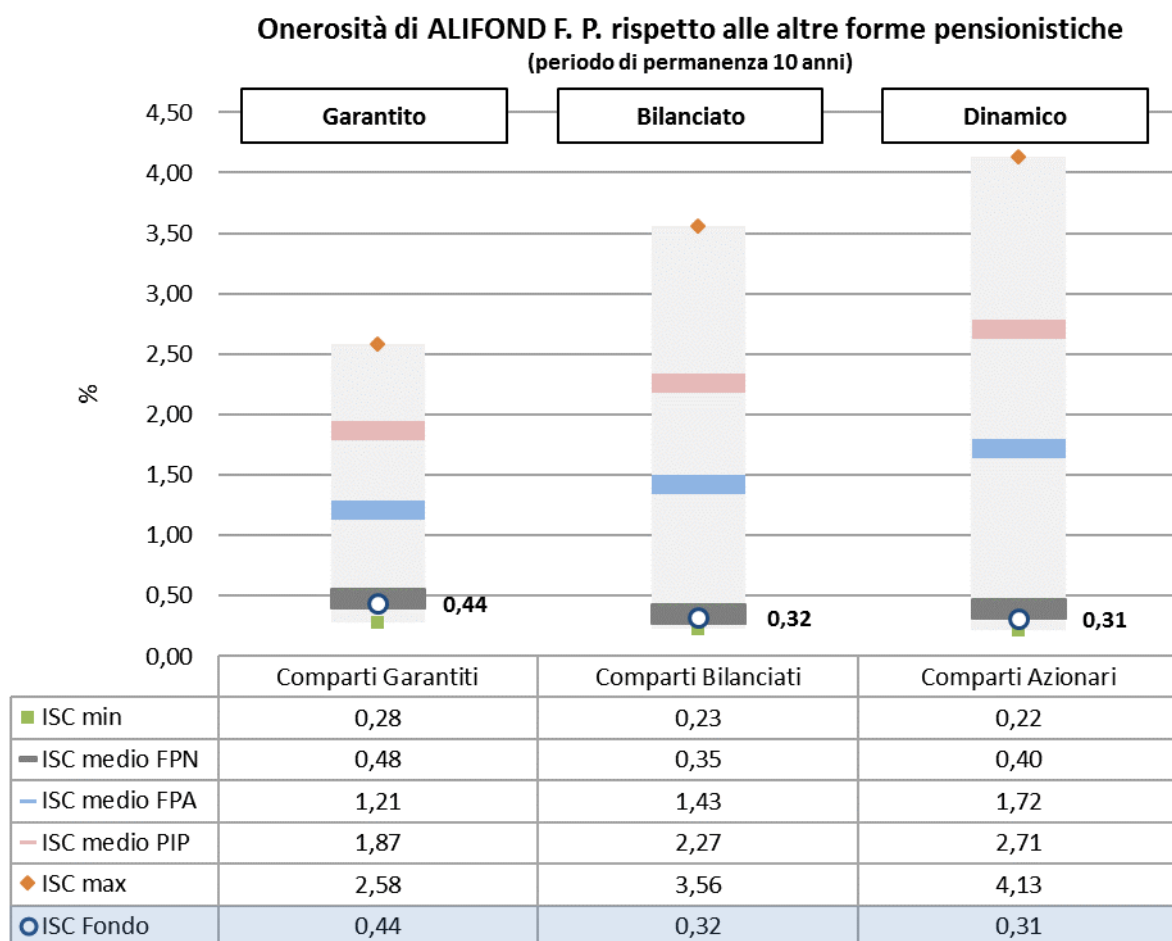 Onerosità di ALIFOND F. P. rispetto alle altre forme pensionistiche
(periodo di permanenza 10 anni)
Garantito Bilanciato Dinamico
4,50
4,00
3,50
3,00
2,50
2,00
1,50
1,00
0,50
0,00
%
0,44 0,32 0,31
Comparti Garantiti Comparti Bilanciati Comparti Azionari
ISC min 0,28 0,23 0,22
ISC medio FPN 0,48 0,35 0,40
ISC medio FPA 1,21 1,43 1,72
ISC medio PIP 1,87 2,27 2,71
ISC max 2,58 3,56 4,13
ISC Fondo 0,44 0,32 0,31